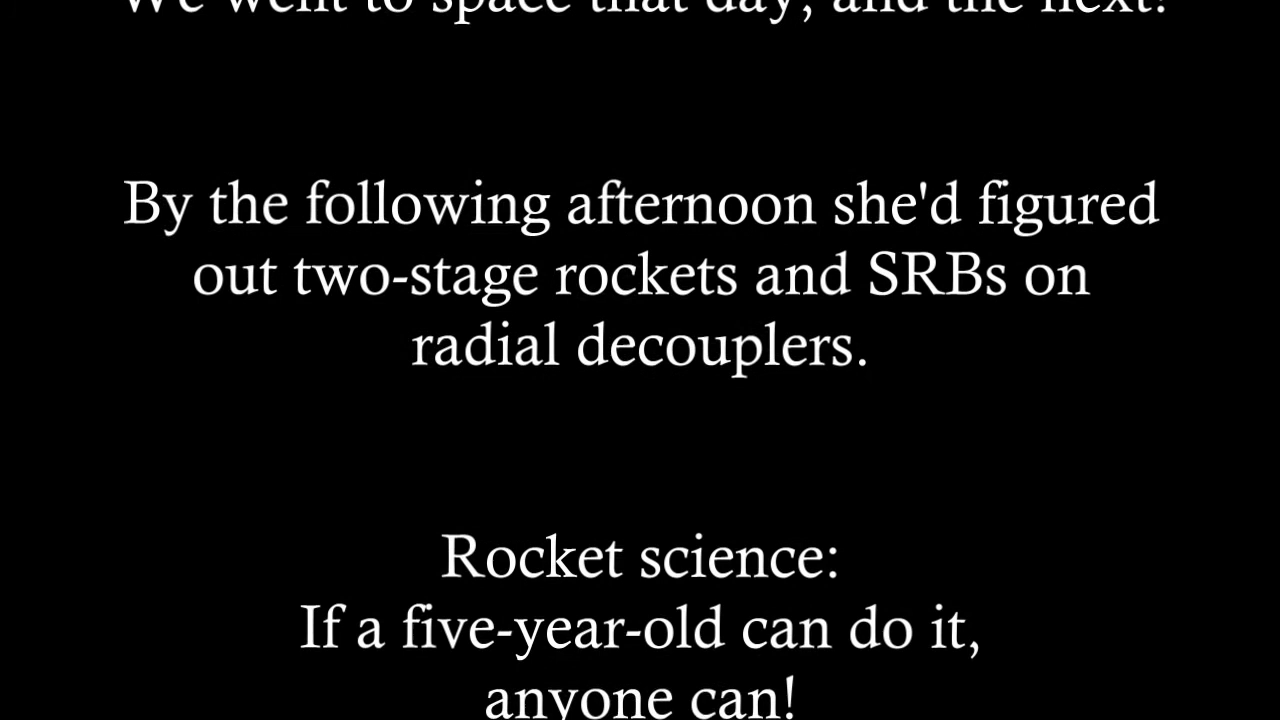 We went to space that day, and the next!
By the following afternoon she'd figured
out two-stage rockets and SRBs on
radial decouplers.
Rocket science:
If a five-year-old can do it,
anyone can!